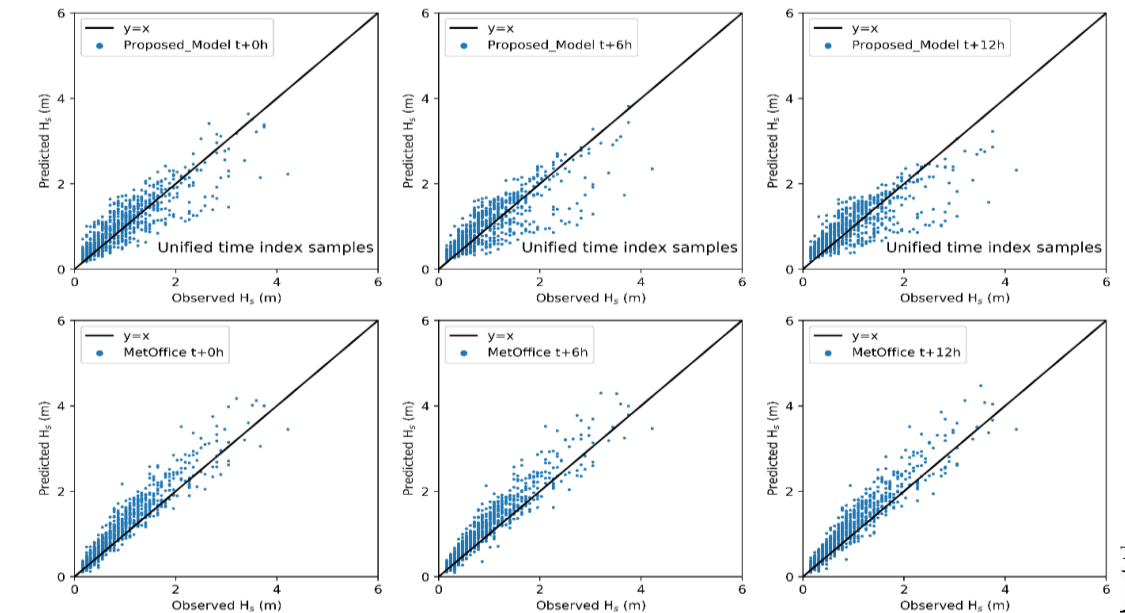 6
4
2
0
Predicted Hₛ (m)
y=x
Proposed_Model t+0h
Unified time index samples
0 2 4 6
Observed Hₛ (m)
6
4
2
0
Predicted Hₛ (m)
y=x
Proposed_Model t+6h
Unified time index samples
0 2 4 6
Observed Hₛ (m)
6
4
2
0
Predicted Hₛ (m)
y=x
Proposed_Model t+12h
Unified time index samples
0 2 4 6
Observed Hₛ (m)
6
4
2
0
Predicted Hₛ (m)
y=x
MetOffice t+0h
0 2 4 6
Observed Hₛ (m)
6
4
2
0
Predicted Hₛ (m)
y=x
MetOffice t+6h
0 2 4 6
Observed Hₛ (m)
6
4
2
0
Predicted Hₛ (m)
y=x
MetOffice t+12h
0 2 4 6
Observed Hₛ (m)